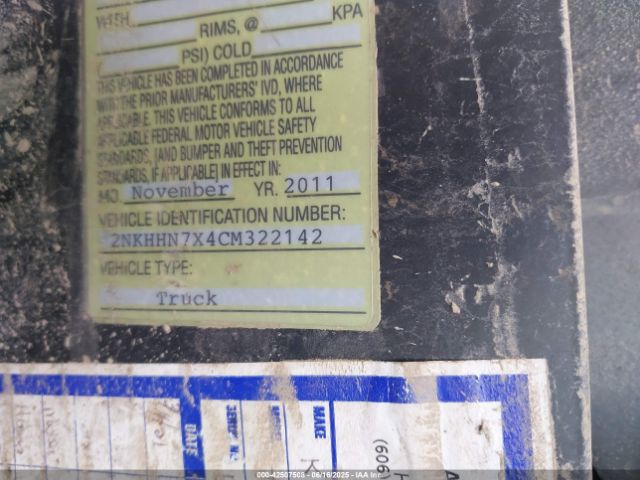 WITH
RIMS, @ KPA
PSI) COLD
THIS VEHICLE HAS BEEN COMPLETED IN ACCORDANCE
WITH THE PRIOR MANUFACTURERS' IVD, WHERE
APPLICABLE. THIS VEHICLE CONFORMS TO ALL
APPLICABLE FEDERAL MOTOR VEHICLE SAFETY
STANDARDS, [AND BUMPER AND THEFT PREVENTION
STANDARDS, IF APPLICABLE] IN EFFECT IN:
MO November YR. 2011
VEHICLE IDENTIFICATION NUMBER:
2NKHHN7X4CM322142
VEHICLE TYPE:
Truck
DATE
MAKE
(606)
000-42507508 - 06/16/2025 - IAA, Inc.